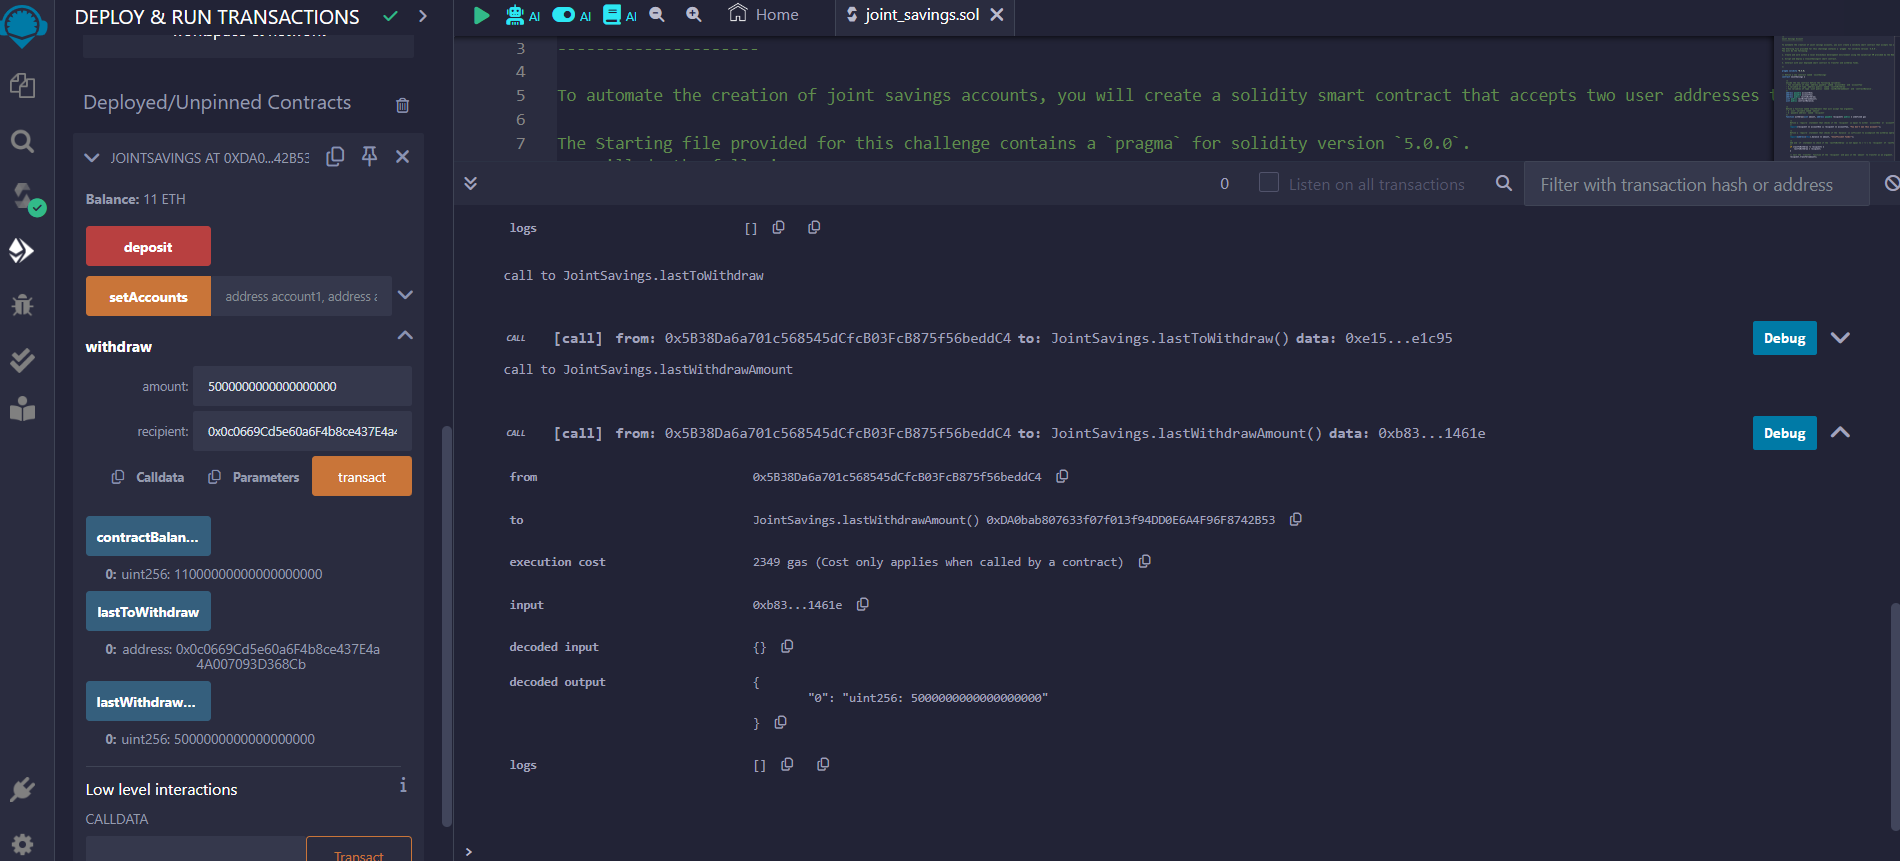 DEPLOY & RUN TRANSACTIONS
AI
AI
AI
Home
joint_savings.sol
Deployed/Unpinned Contracts
JOINTSAVINGS AT 0XDA0...42B53
Balance: 11 ETH
deposit
setAccounts
address account1, address a
withdraw
amount:
5000000000000000000
recipient:
0x0c0669Cd5e60a6F4b8ce437E4a4
Calldata
Parameters
transact
contractBalan...
0: uint256: 11000000000000000000
lastToWithdraw
0: address: 0x0c0669Cd5e60a6F4b8ce437E4a
4A007093D368Cb
lastWithdraw...
0: uint256: 5000000000000000000
Low level interactions
i
CALLDATA
Transact
3 ---------------------
4
5 To automate the creation of joint savings accounts, you will create a solidity smart contract that accepts two user addresses
6
7 The Starting file provided for this challenge contains a `pragma` for solidity version `5.0.0`.
0
Listen on all transactions
Filter with transaction hash or address
logs []
call to JointSavings.lastToWithdraw
CALL [call] from: 0x5B38Da6a701c568545dCfcB03FcB875f56beddC4 to: JointSavings.lastToWithdraw() data: 0xe15...e1c95
Debug
call to JointSavings.lastWithdrawAmount
CALL [call] from: 0x5B38Da6a701c568545dCfcB03FcB875f56beddC4 to: JointSavings.lastWithdrawAmount() data: 0xb83...1461e
Debug
from 0x5B38Da6a701c568545dCfcB03FcB875f56beddC4
to JointSavings.lastWithdrawAmount() 0xDA0bab807633f07f013f94DD0E6A4F96F8742B53
execution cost 2349 gas (Cost only applies when called by a contract)
input 0xb83...1461e
decoded input {}
decoded output {
"0": "uint256: 5000000000000000000"
}
logs []
>